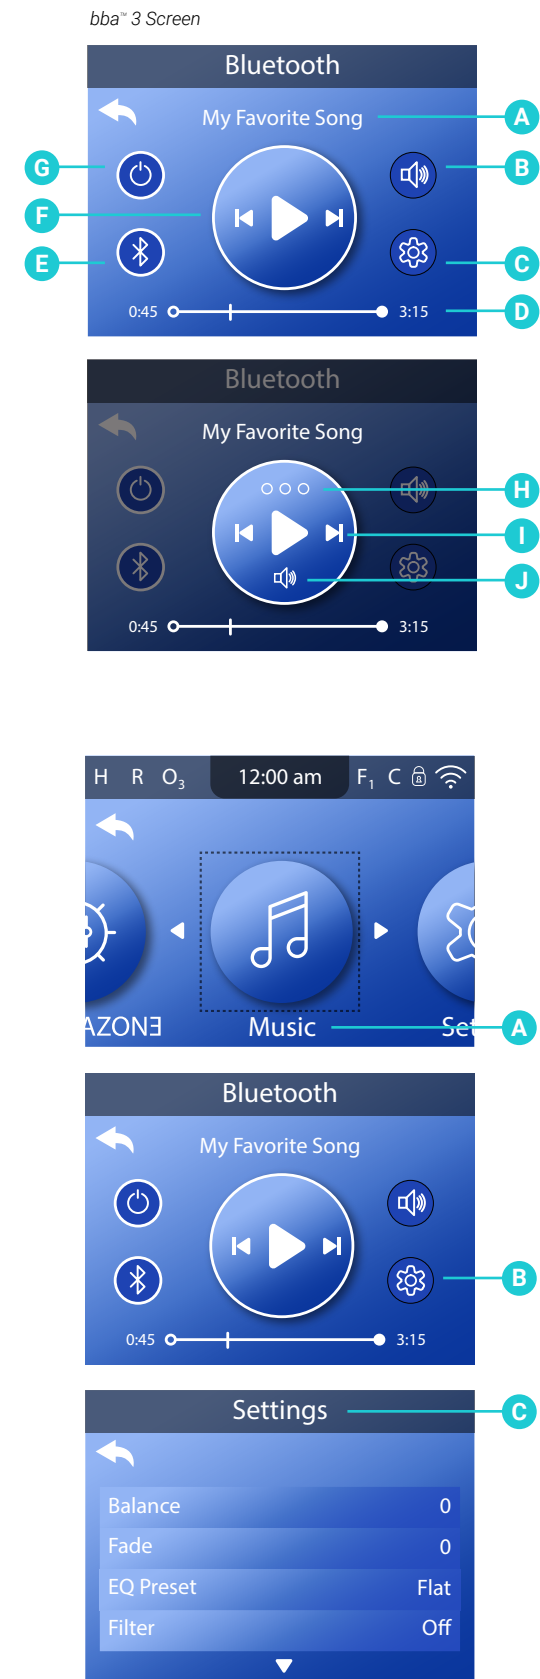 bba™ 3 Screen
Bluetooth
My Favorite Song
A
G
B
F
E
C
0:45
3:15
D
Bluetooth
My Favorite Song
H
I
J
0:45
3:15
H R O3 12:00 am F1 C
AZONE
Music
Set
A
Bluetooth
My Favorite Song
B
0:45
3:15
Settings
C
Balance 0
Fade 0
EQ Preset Flat
Filter Off